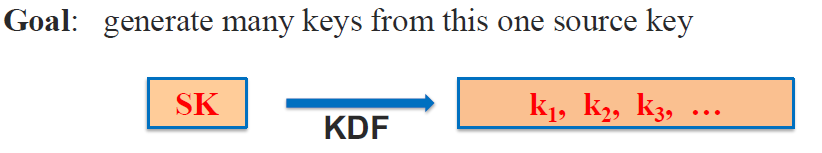 Goal: generate many keys from this one source key
SK
KDF
k₁, k₂, k₃, …